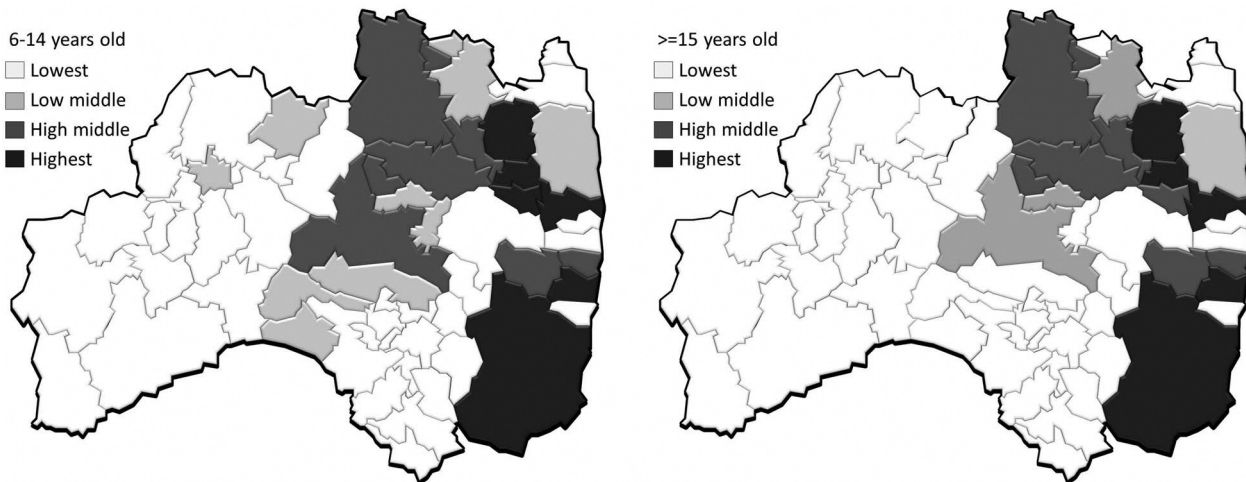 6-14 years old
Lowest
Low middle
High middle
Highest
>=15 years old
Lowest
Low middle
High middle
Highest